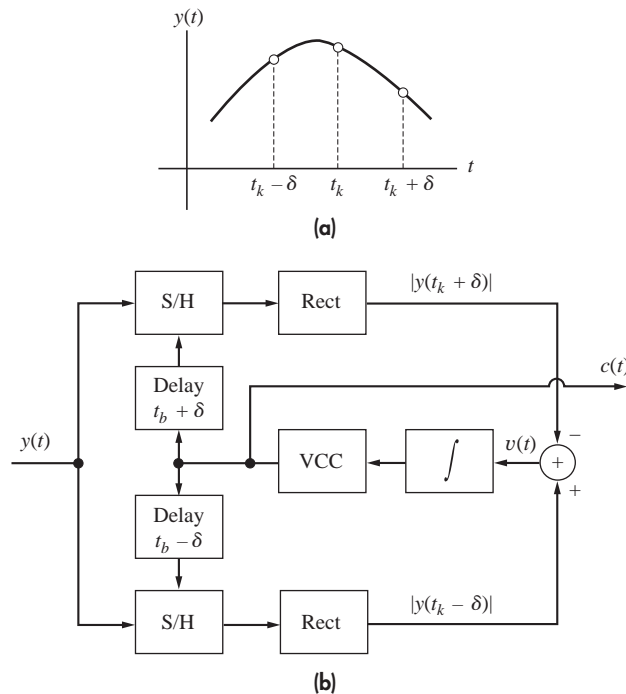 y(t)
t
t_k − δ
t_k
t_k + δ
(a)
S/H
Rect
|y(t_k + δ)|
c(t)
Delay
t_b + δ
y(t)
VCC
∫
v(t)
−
+
+
Delay
t_b − δ
S/H
Rect
|y(t_k − δ)|
(b)